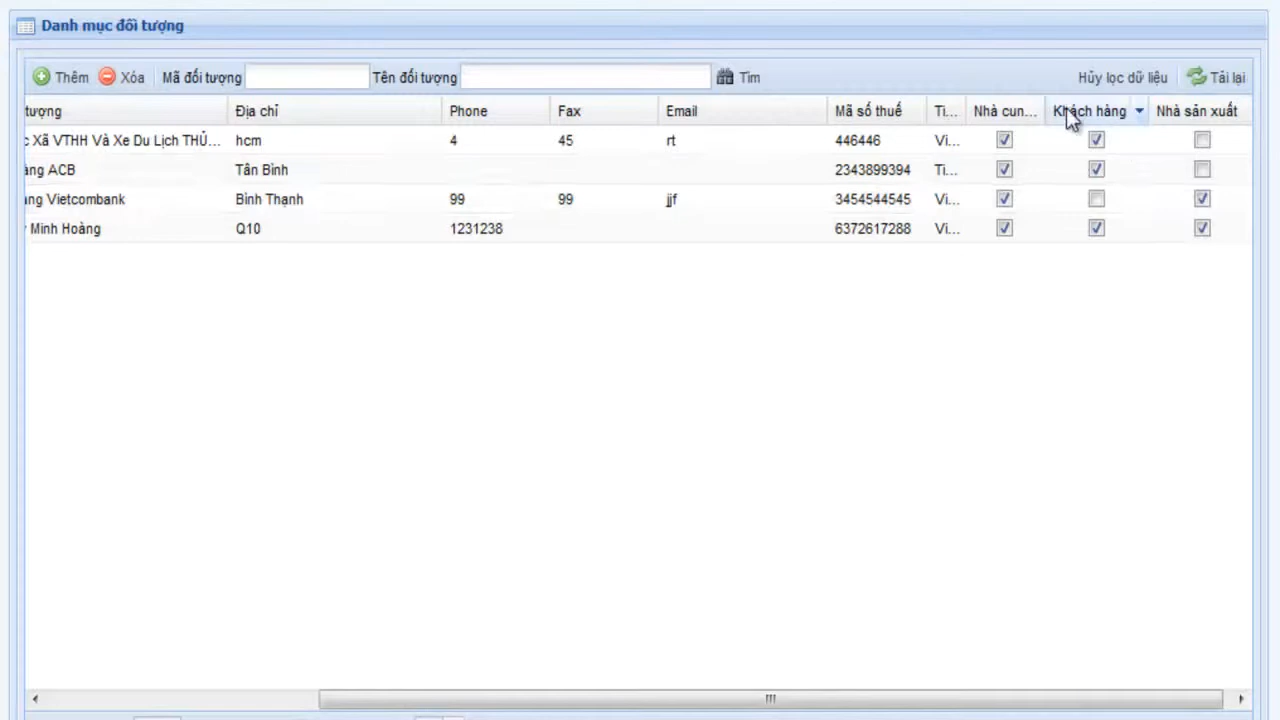 Danh mục đối tượng
Thêm Xóa Mã đối tượng Tên đối tượng Tìm Hủy lọc dữ liệu Tải lại
tượng Địa chỉ Phone Fax Email Mã số thuế Ti... Nhà cun... Khách hàng Nhà sản xuất
Xã VTHH Và Xe Du Lịch THỦ... hcm 4 45 rt 446446 Vi...
àng ACB Tân Bình 2343899394 Ti...
ng Vietcombank Bình Thạnh 99 99 jjf 3454544545 Vi...
Minh Hoàng Q10 1231238 6372617288 Vi...